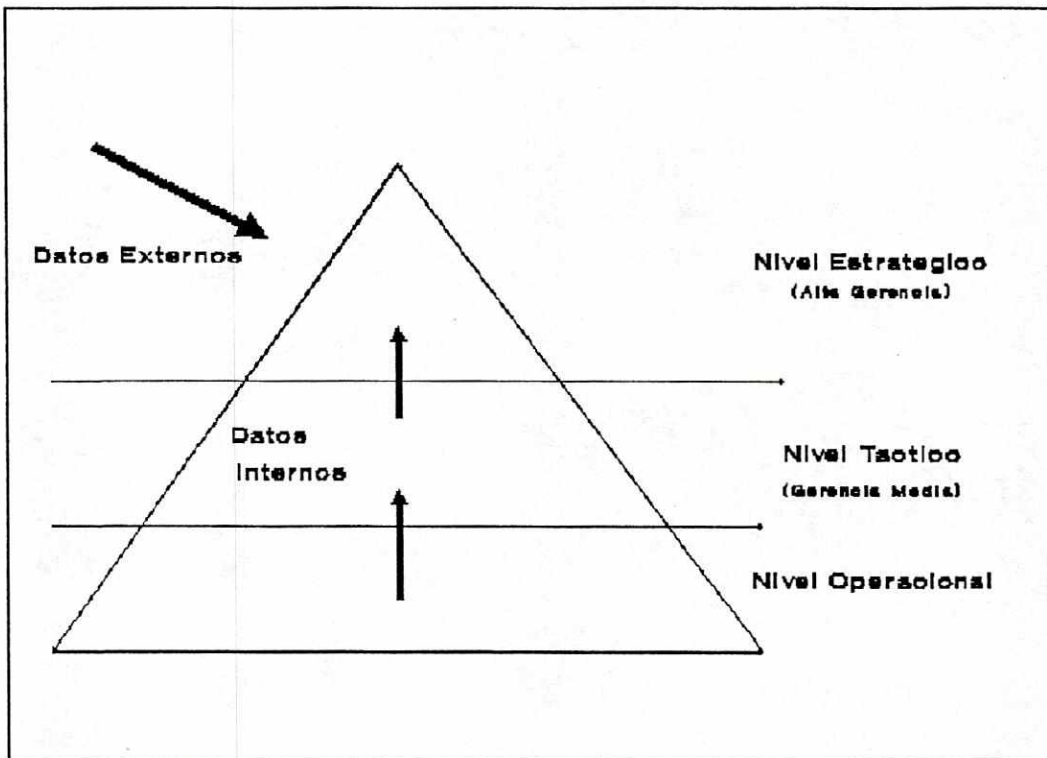 Datos Externos
Nivel Estrategico
(Alta Gerencia)
Datos
Internos
Nivel Tactico
(Gerencia Media)
Nivel Operacional